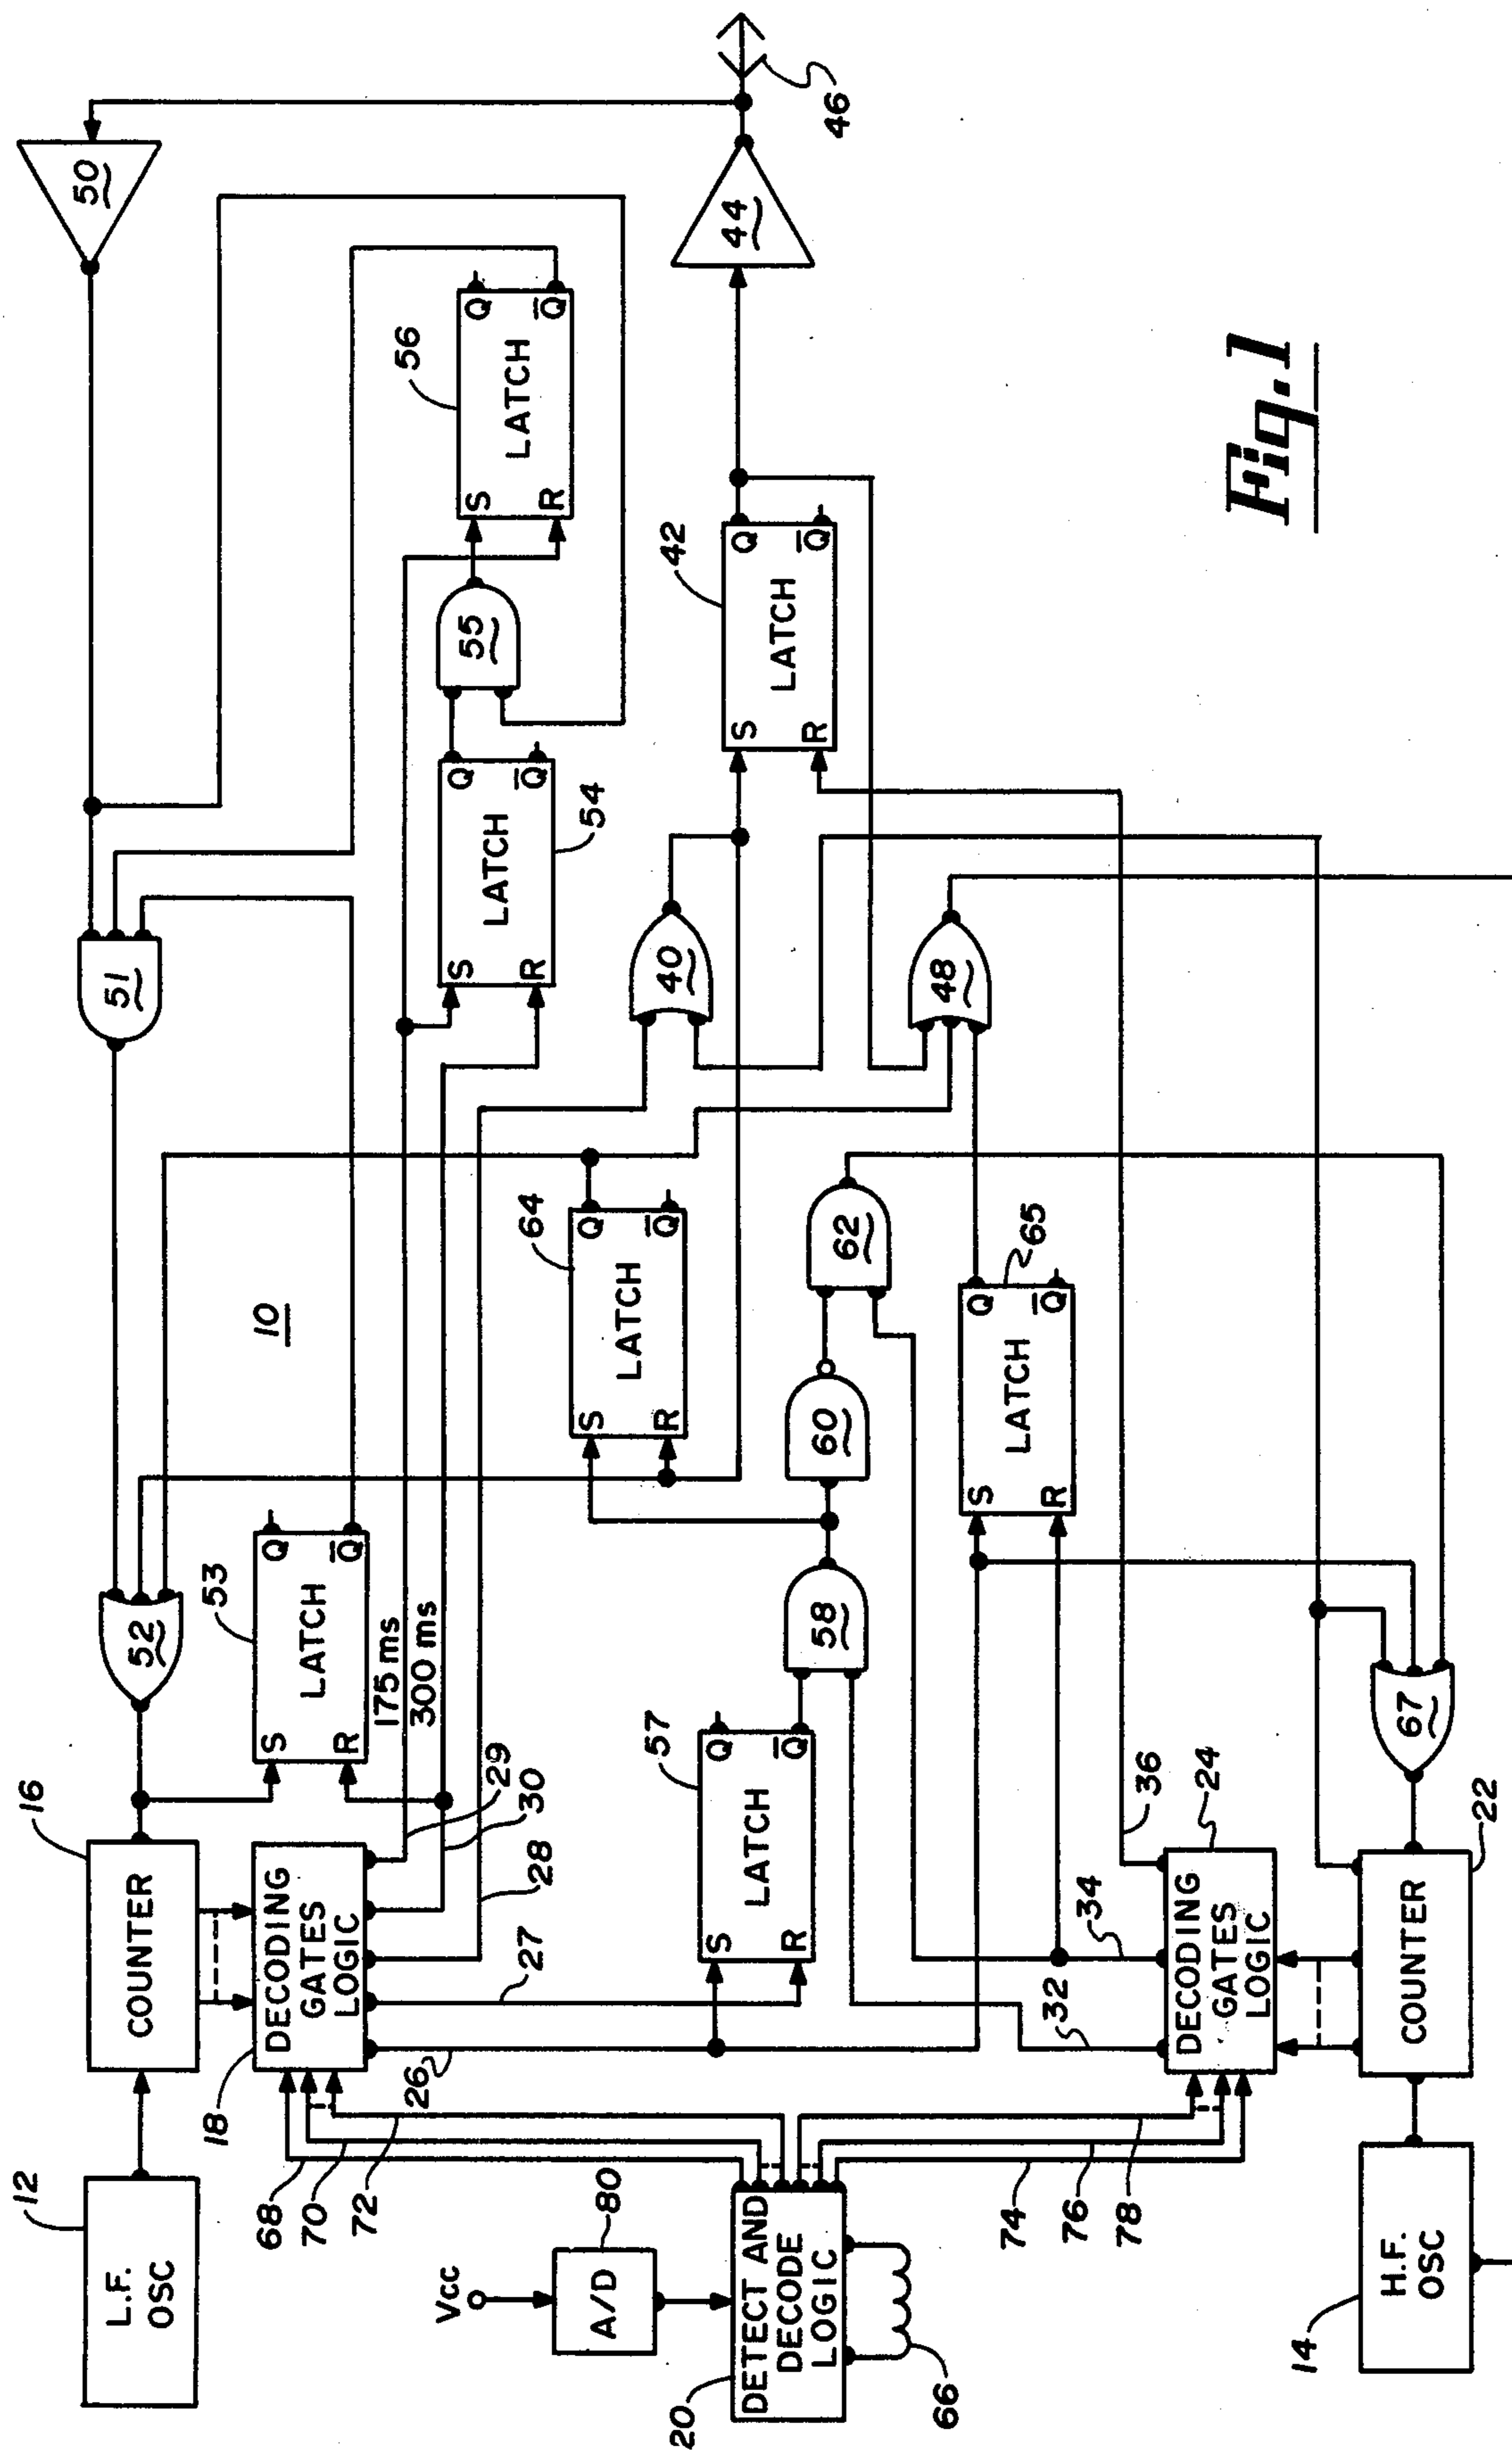 12
L.F.
OSC
16
COUNTER
52
51
50
18
DECODING
GATES
LOGIC
53
LATCH
S
R
Q
Q̅
10
175 ms
300 ms
29
30
28
27
26
68
70
72
54
LATCH
S
R
Q
Q̅
55
56
LATCH
S
R
Q
Q̅
Vcc
A/D
80
20
DETECT AND
DECODE
LOGIC
66
57
LATCH
S
R
Q
Q̅
58
60
62
64
LATCH
S
R
Q
Q̅
40
42
LATCH
S
R
Q
Q̅
44
46
65
LATCH
S
R
Q
Q̅
48
32
34
36
24
DECODING
GATES
LOGIC
74
76
78
14
H.F.
OSC
22
COUNTER
67
Fig.1